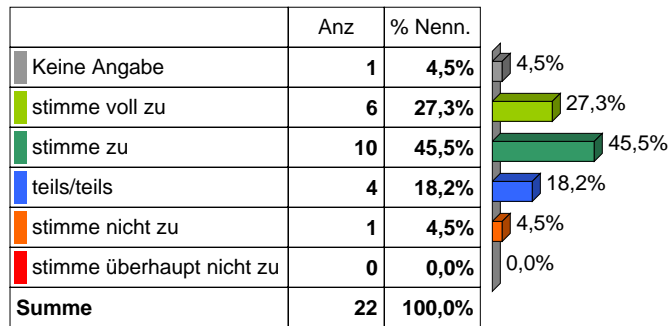 Anz % Nenn.
Keine Angabe 1 4,5% 4,5%
stimme voll zu 6 27,3% 27,3%
stimme zu 10 45,5% 45,5%
teils/teils 4 18,2% 18,2%
stimme nicht zu 1 4,5% 4,5%
stimme überhaupt nicht zu 0 0,0% 0,0%
Summe 22 100,0%